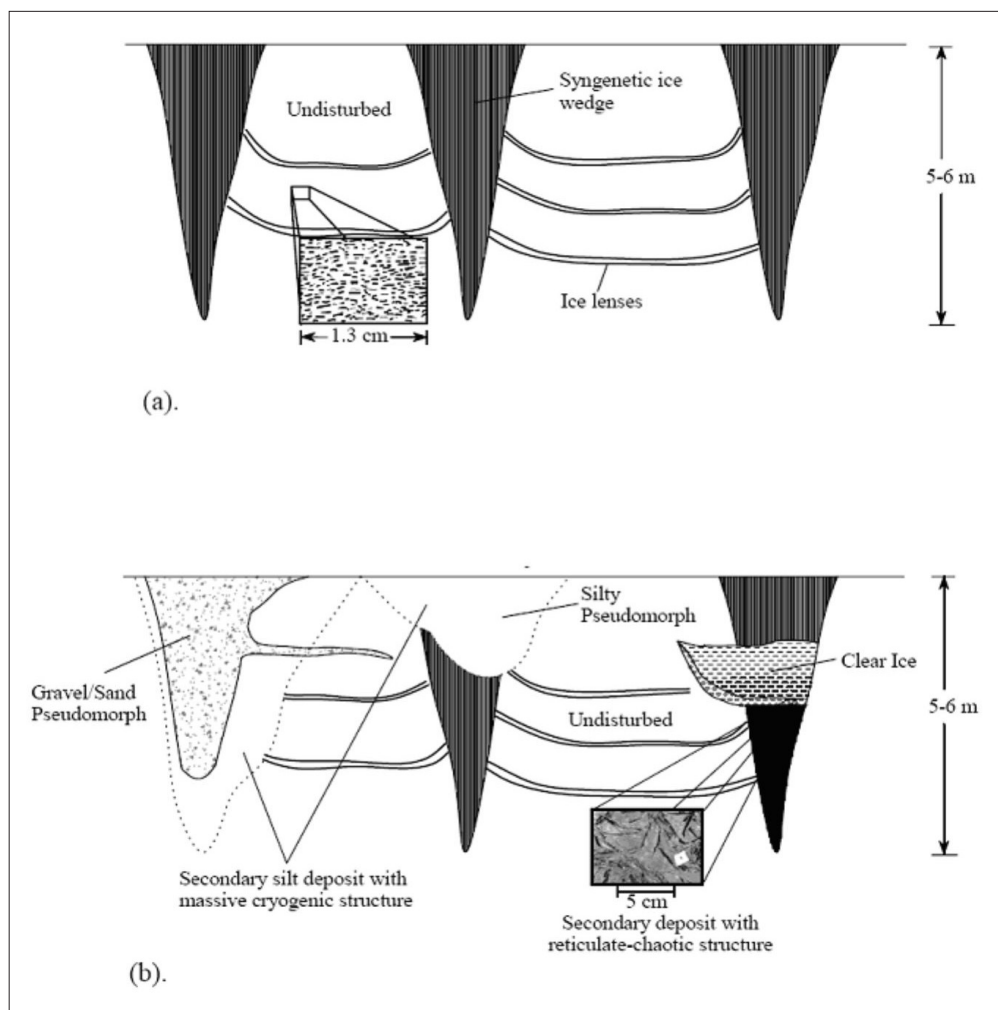 Undisturbed
Syngenetic ice
wedge
5-6 m
Ice lenses
1.3 cm
(a).
Silty
Pseudomorph
Clear Ice
Gravel/Sand
Pseudomorph
5-6 m
Undisturbed
Secondary silt deposit with
massive cryogenic structure
5 cm
Secondary deposit with
reticulate-chaotic structure
(b).